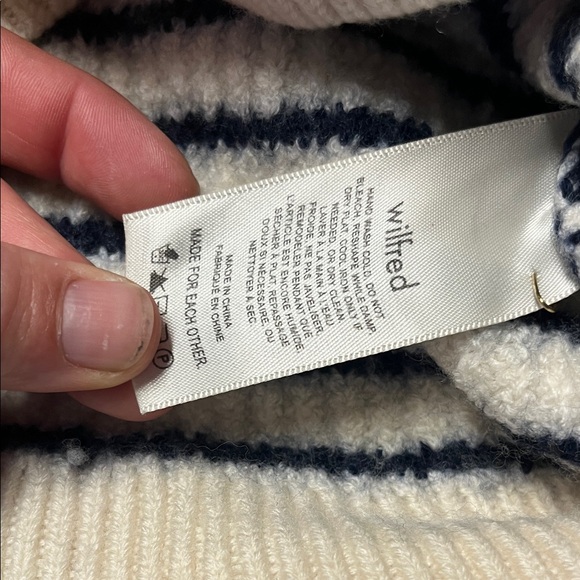 wilfred
HAND WASH COLD, DO NOT
BLEACH, RESHAPE WHILE DAMP
DRY FLAT, COOL IRON ONLY IF
NEEDED, OR DRY CLEAN
LAVER À LA MAIN À L'EAU
FROIDE, NE PAS JAVELISER,
REMODELER PENDANT QUE
L'ARTICLE EST ENCORE HUMIDE,
SÉCHER À PLAT, REPASSAGE
DOUX SI NÉCESSAIRE, OU
NETTOYER À SEC
MADE IN CHINA
FABRIQUÉ EN CHINE
MADE FOR EACH OTHER.
P